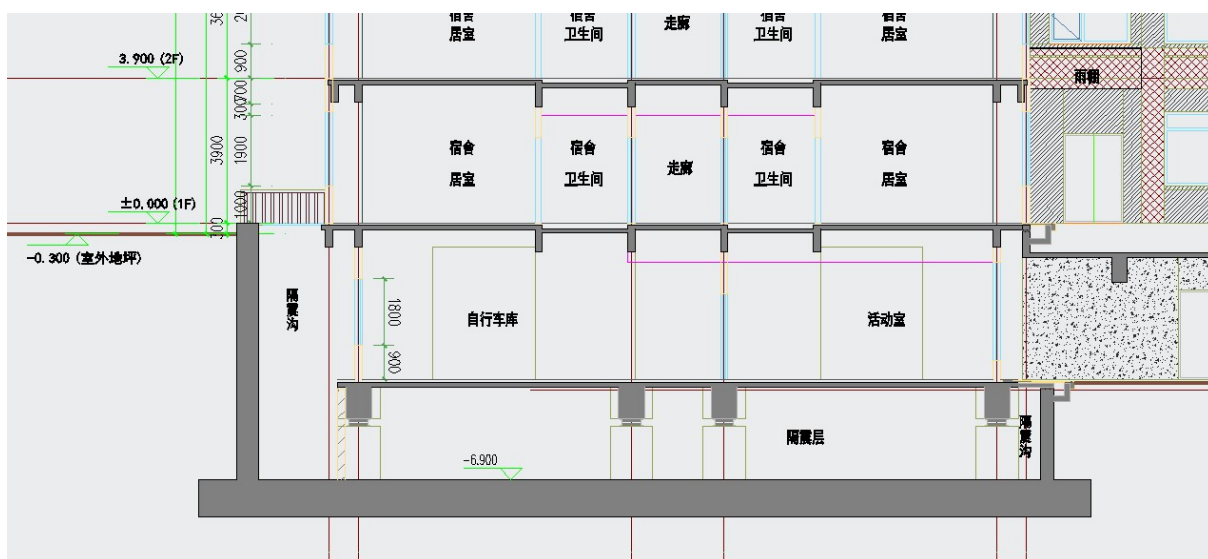 宿舍
居室
宿舍
卫生间
走廊
宿舍
卫生间
宿舍
居室
3.900 (2F)
900
700
300
雨棚
3900
1900
宿舍
居室
宿舍
卫生间
走廊
宿舍
卫生间
宿舍
居室
±0.000 (1F)
1000
300
-0.300 (室外地坪)
隔震沟
1800
900
自行车库
活动室
隔震层
隔震沟
-6.900